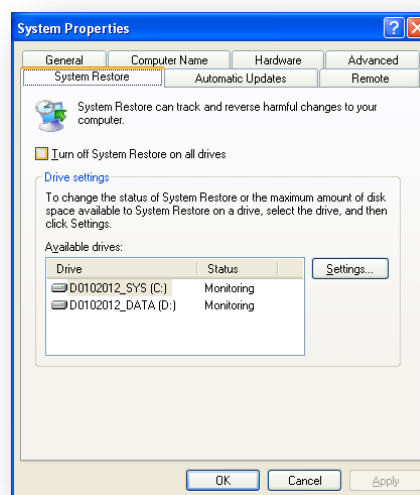 System Properties
General Computer Name Hardware Advanced
System Restore Automatic Updates Remote
System Restore can track and reverse harmful changes to your
computer.
Turn off System Restore on all drives
Drive settings
To change the status of System Restore or the maximum amount of disk
space available to System Restore on a drive, select the drive, and then
click Settings.
Available drives:
Drive Status
D0102012_SYS (C:) Monitoring
D0102012_DATA (D:) Monitoring
Settings...
OK Cancel Apply